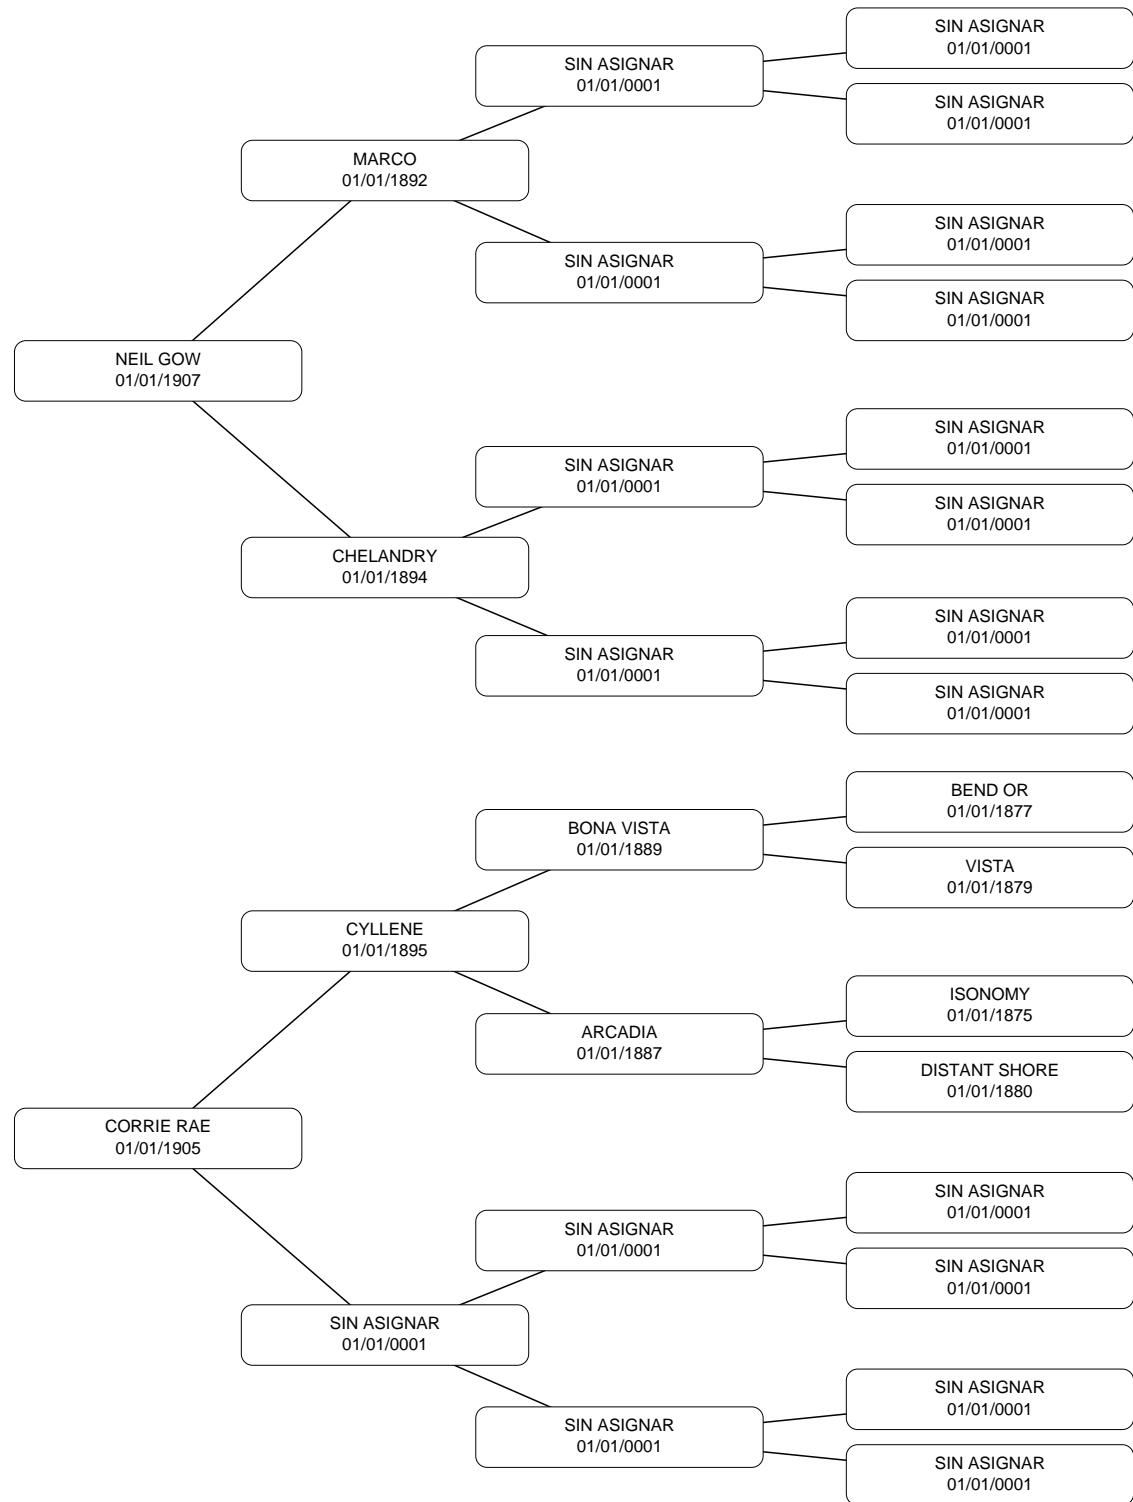 SIN ASIGNAR
01/01/0001
SIN ASIGNAR
01/01/0001
SIN ASIGNAR
01/01/0001
MARCO
01/01/1892
SIN ASIGNAR
01/01/0001
SIN ASIGNAR
01/01/0001
SIN ASIGNAR
01/01/0001
NEIL GOW
01/01/1907
SIN ASIGNAR
01/01/0001
SIN ASIGNAR
01/01/0001
SIN ASIGNAR
01/01/0001
CHELANDRY
01/01/1894
SIN ASIGNAR
01/01/0001
SIN ASIGNAR
01/01/0001
SIN ASIGNAR
01/01/0001
BEND OR
01/01/1877
BONA VISTA
01/01/1889
VISTA
01/01/1879
CYLLENE
01/01/1895
ISONOMY
01/01/1875
ARCADIA
01/01/1887
DISTANT SHORE
01/01/1880
CORRIE RAE
01/01/1905
SIN ASIGNAR
01/01/0001
SIN ASIGNAR
01/01/0001
SIN ASIGNAR
01/01/0001
SIN ASIGNAR
01/01/0001
SIN ASIGNAR
01/01/0001
SIN ASIGNAR
01/01/0001
SIN ASIGNAR
01/01/0001